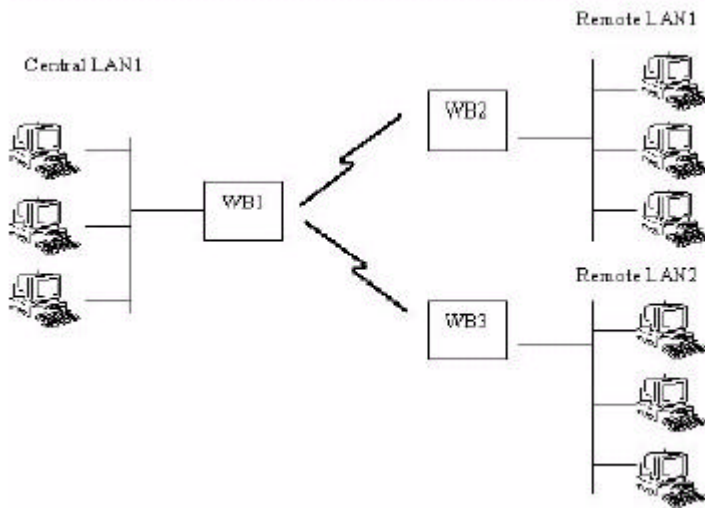 Remote LAN1
Central LAN1
WB2
WB1
Remote LAN2
WB3